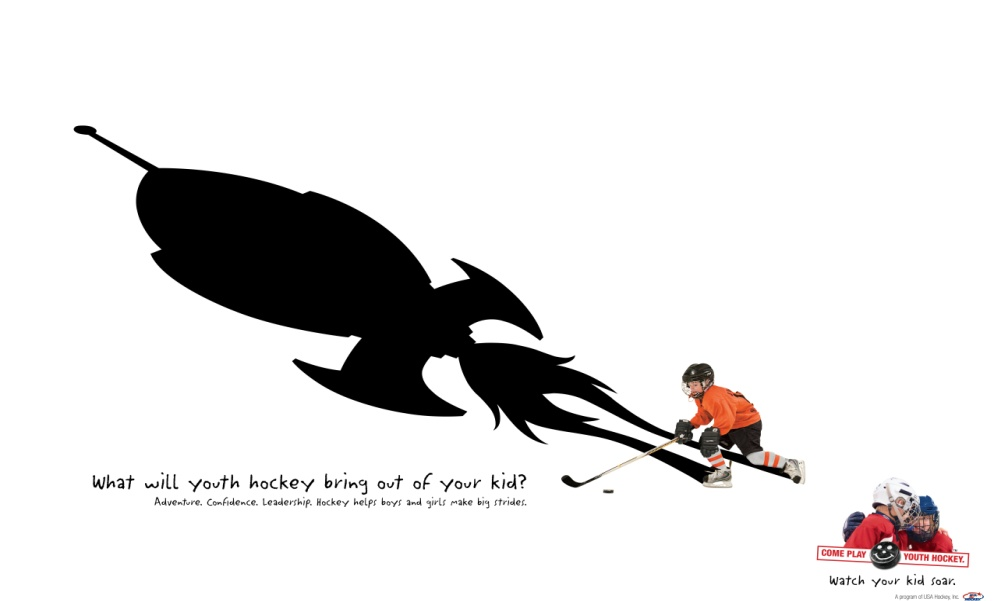 What will youth hockey bring out of your kid?
Adventure. Confidence. Leadership. Hockey helps boys and girls make big strides.
COME PLAY YOUTH HOCKEY.
Watch your kid soar.
A program of USA Hockey, Inc.